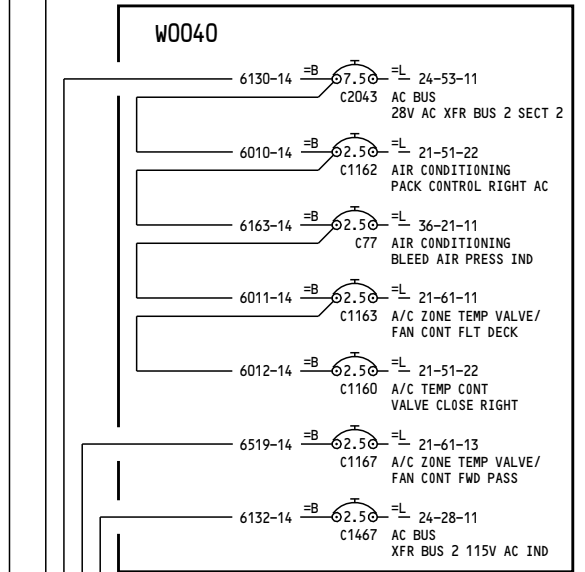 W0040
6130-14 =B 7.5 =L 24-53-11
C2043 AC BUS
28V AC XFR BUS 2 SECT 2
6010-14 =B 2.5 =L 21-51-22
C1162 AIR CONDITIONING
PACK CONTROL RIGHT AC
6163-14 =B 2.5 =L 36-21-11
C77 AIR CONDITIONING
BLEED AIR PRESS IND
6011-14 =B 2.5 =L 21-61-11
C1163 A/C ZONE TEMP VALVE/
FAN CONT FLT DECK
6012-14 =B 2.5 =L 21-51-22
C1160 A/C TEMP CONT
VALVE CLOSE RIGHT
6519-14 =B 2.5 =L 21-61-13
C1167 A/C ZONE TEMP VALVE/
FAN CONT FWD PASS
6132-14 =B 2.5 =L 24-28-11
C1467 AC BUS
XFR BUS 2 115V AC IND